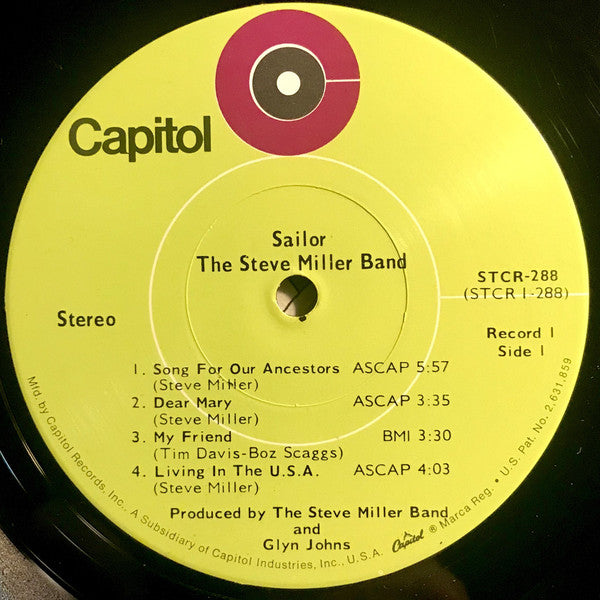 Capitol
Sailor
The Steve Miller Band
STCR-288
(STCR 1-288)
Stereo
Record 1
Side 1
1. Song For Our Ancestors ASCAP 5:57
(Steve Miller)
2. Dear Mary ASCAP 3:35
(Steve Miller)
3. My Friend BMI 3:30
(Tim Davis-Boz Scaggs)
4. Living In The U.S.A. ASCAP 4:03
(Steve Miller)
Produced by The Steve Miller Band
and
Glyn Johns
Mfd. by Capitol Records, Inc., A Subsidiary of Capitol Industries, Inc., U.S.A. Capitol ® Marca Reg. • U.S. Pat. No. 2,631,859